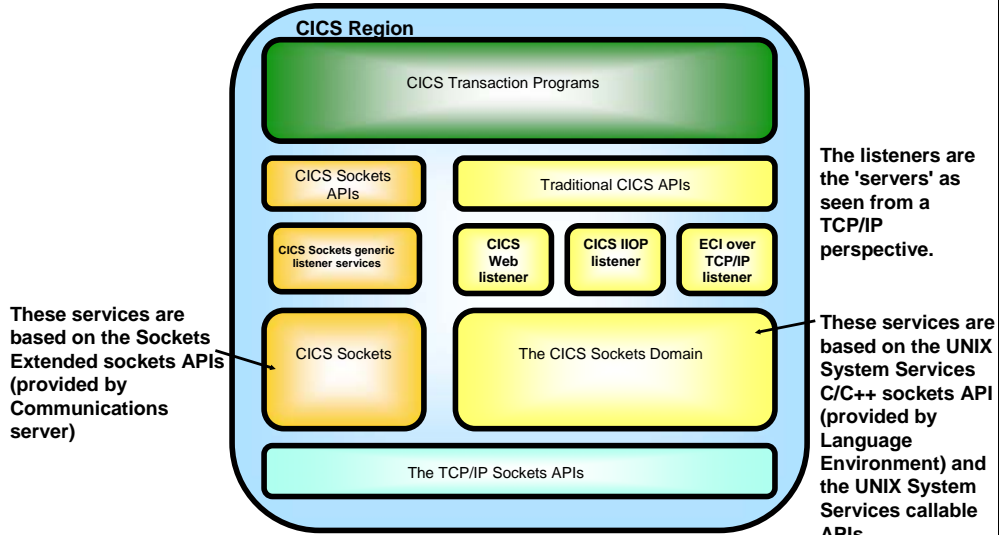 CICS Region
CICS Transaction Programs
CICS Sockets
APIs
Traditional CICS APIs
The listeners are
the 'servers' as
seen from a
TCP/IP
perspective.
CICS Sockets generic
listener services
CICS
Web
listener
CICS IIOP
listener
ECI over
TCP/IP
listener
These services are
based on the Sockets
Extended sockets APIs
(provided by
Communications
server)
CICS Sockets
The CICS Sockets Domain
These services are
based on the UNIX
System Services
C/C++ sockets API
(provided by
Language
Environment) and
the UNIX System
Services callable
APIs
The TCP/IP Sockets APIs